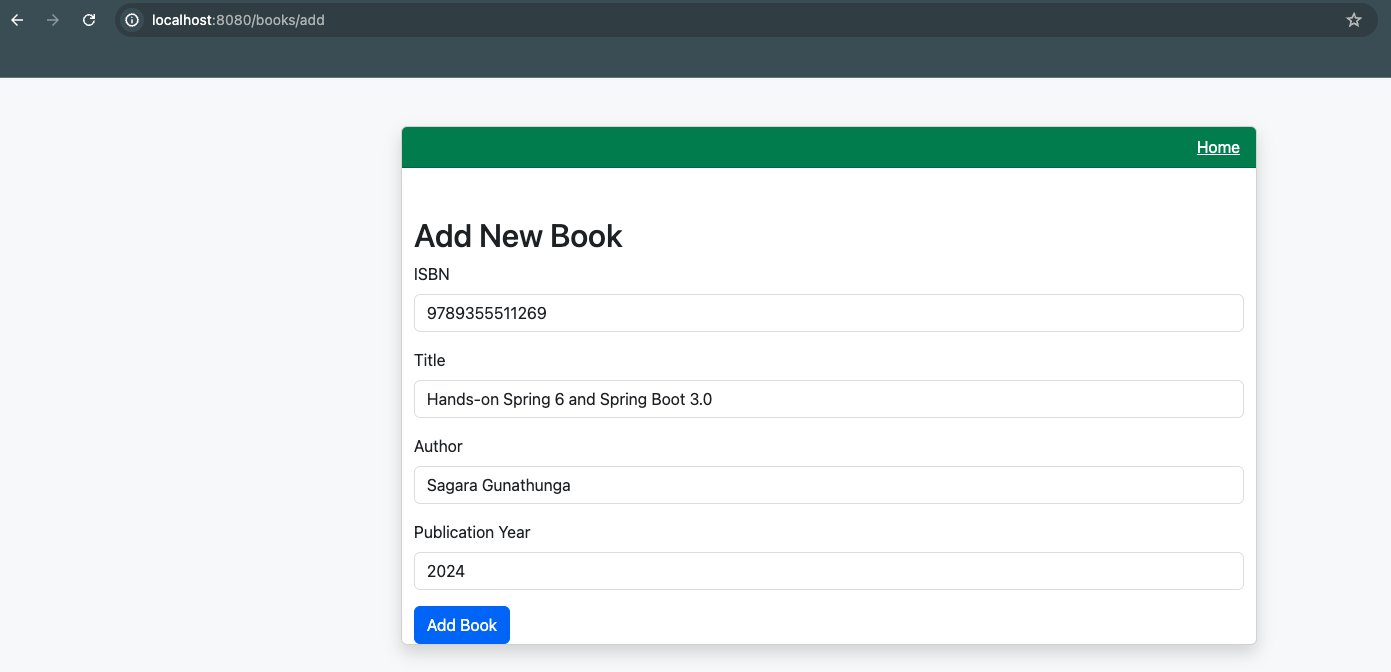 localhost:8080/books/add
Home
Add New Book
ISBN
9789355511269
Title
Hands-on Spring 6 and Spring Boot 3.0
Author
Sagara Gunathunga
Publication Year
2024
Add Book